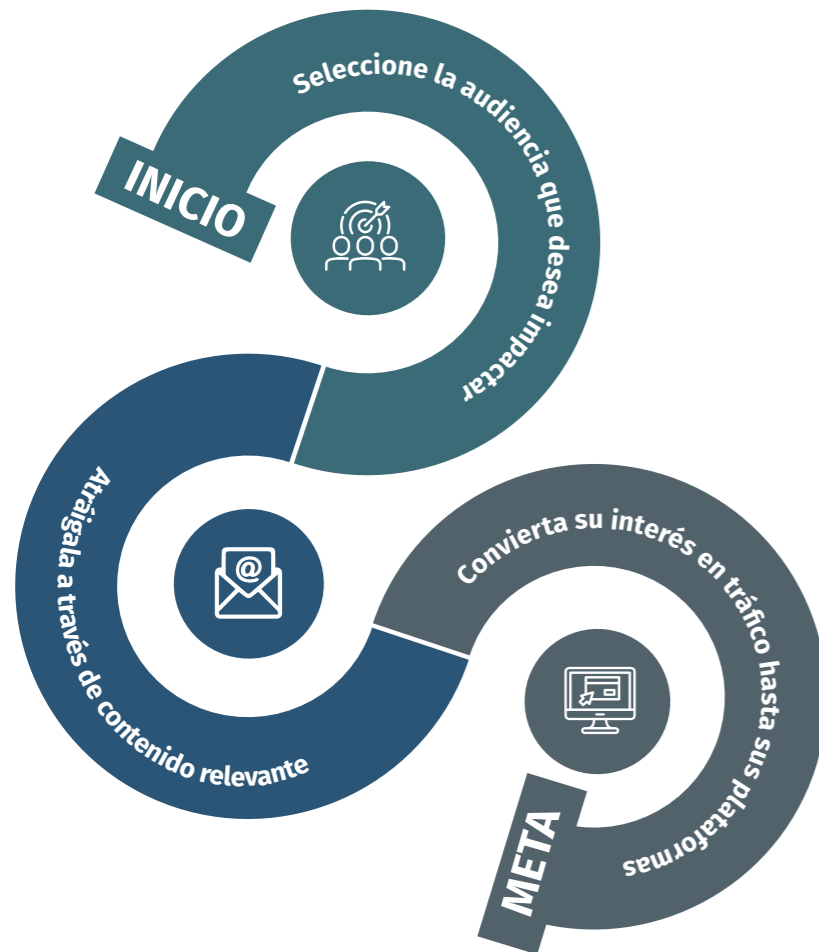 INICIO
Seleccione la audiencia que desea impactar
Atráigala a través de contenido relevante
@
Convierta su interés en tráfico hasta sus plataformas
META